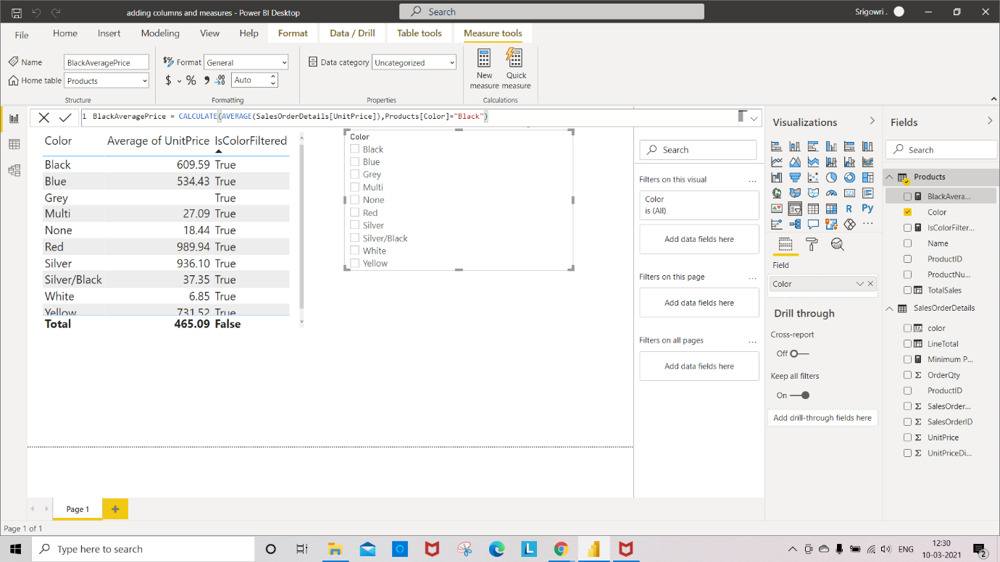 adding columns and measures - Power BI Desktop
Search
Srigowri .
File Home Insert Modeling View Help Format Data / Drill Table tools Measure tools
Name BlackAveragePrice
Home table Products
Structure
Format General
$ % Auto
Formatting
Data category Uncategorized
Properties
New measure
Quick measure
Calculations
1 BlackAveragePrice = CALCULATE(AVERAGE(SalesOrderDetails[UnitPrice]),Products[Color]="Black")
Color Average of UnitPrice IsColorFiltered
Black 609.59 True
Blue 534.43 True
Grey True
Multi 27.09 True
None 18.44 True
Red 989.94 True
Silver 936.10 True
Silver/Black 37.35 True
White 6.85 True
Yellow 731.52 True
Total 465.09 False
Color
Black
Blue
Grey
Multi
None
Red
Silver
Silver/Black
White
Yellow
Search
Filters on this visual ...
Color
is (All)
Add data fields here
Filters on this page ...
Add data fields here
Filters on all pages ...
Add data fields here
Visualizations
R Py
...
Field
Color
Drill through
Cross-report
Off
Keep all filters
On
Add drill-through fields here
Fields
Search
Products
BlackAvera...
Color
IsColorFilter...
Name
ProductID
ProductNu...
TotalSales
SalesOrderDetails
color
LineTotal
Minimum P...
Σ OrderQty
ProductID
Σ SalesOrder...
Σ SalesOrderID
Σ UnitPrice
Σ UnitPriceDi...
Page 1 +
Page 1 of 1
Type here to search
L
ENG
12:30
10-03-2021
2